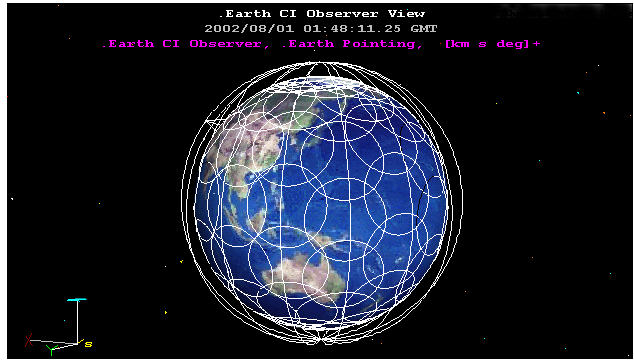 .Earth CI Observer View
2002/08/01 01:48:11.25 GMT
.Earth CI Observer, .Earth Pointing, [km s deg]+
X
Y
S